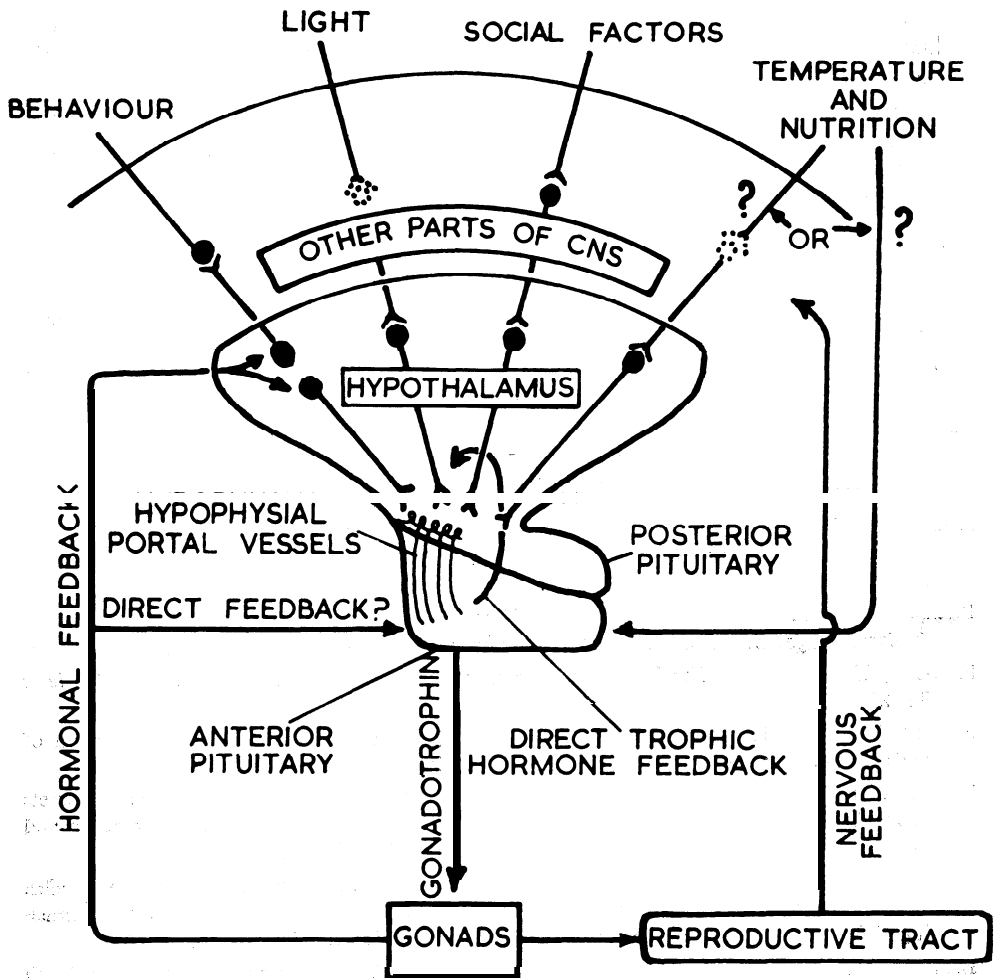 LIGHT
SOCIAL FACTORS
BEHAVIOUR
TEMPERATURE
AND
NUTRITION
?
OR
?
OTHER PARTS OF CNS
HYPOTHALAMUS
HYPOPHYSIAL
PORTAL VESSELS
POSTERIOR
PITUITARY
HORMONAL FEEDBACK
DIRECT FEEDBACK?
ANTERIOR
PITUITARY
GONADOTROPHIN
DIRECT TROPHIC
HORMONE FEEDBACK
NERVOUS
FEEDBACK
GONADS
REPRODUCTIVE TRACT